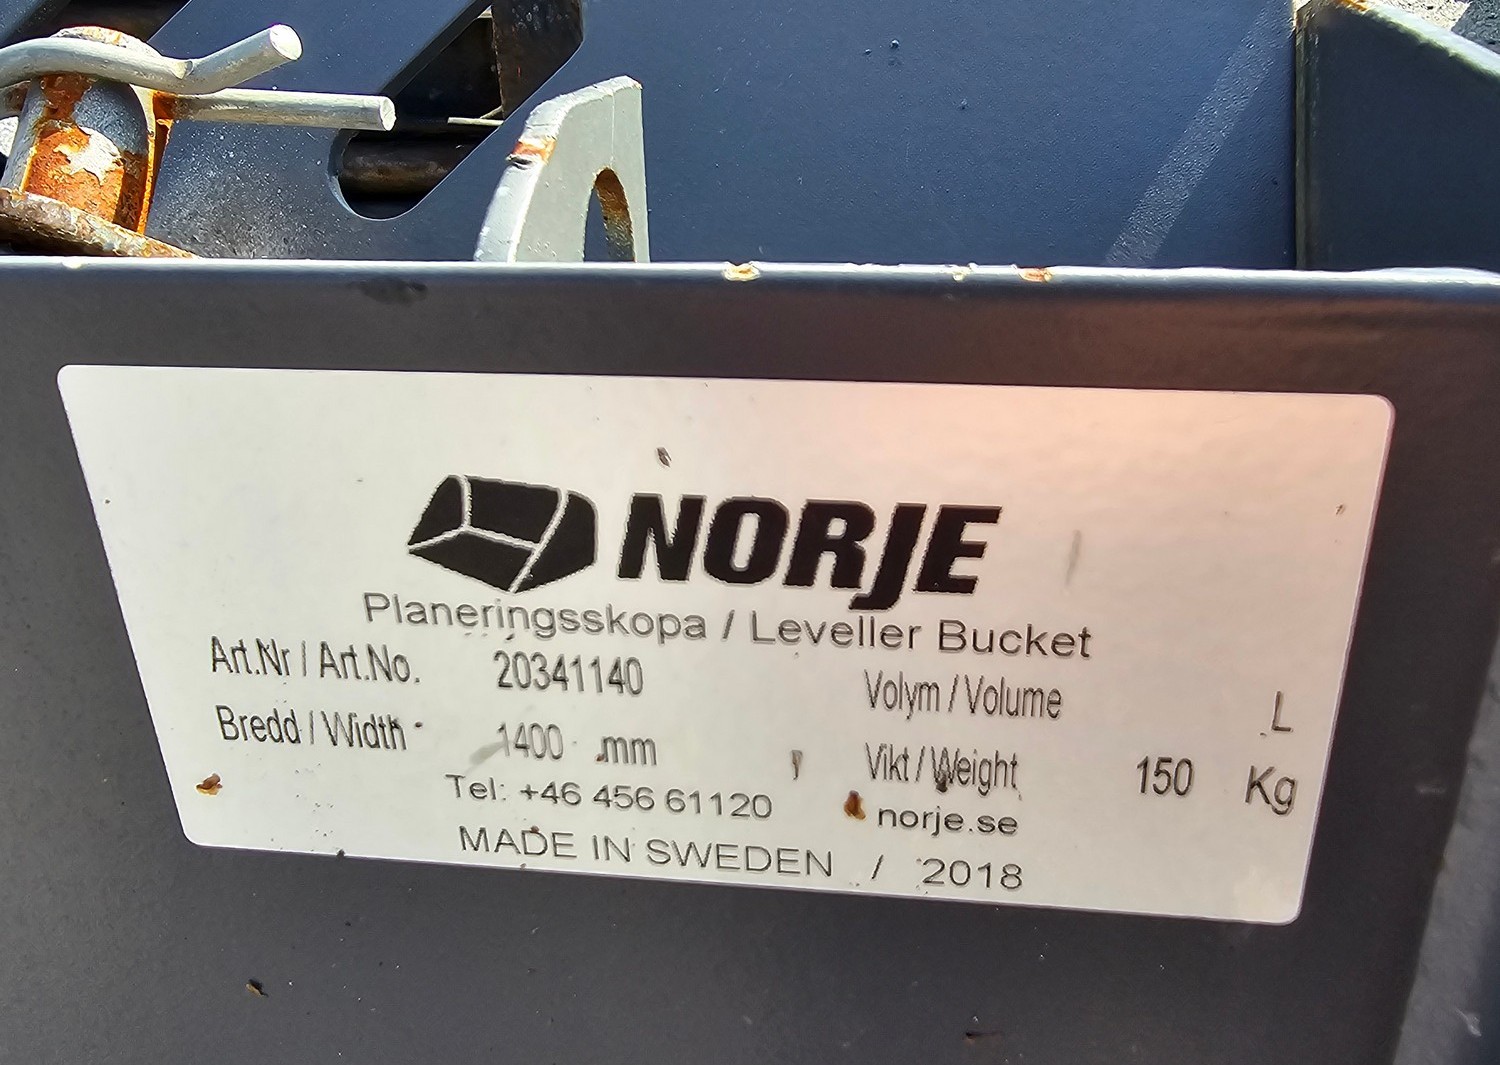 NORJE
Planeringsskopa / Leveller Bucket
Art.Nr / Art.No. 20341140 Volym / Volume L
Bredd / Width 1400 mm Vikt / Weight 150 Kg
Tel: +46 456 61120 norje.se
MADE IN SWEDEN / 2018